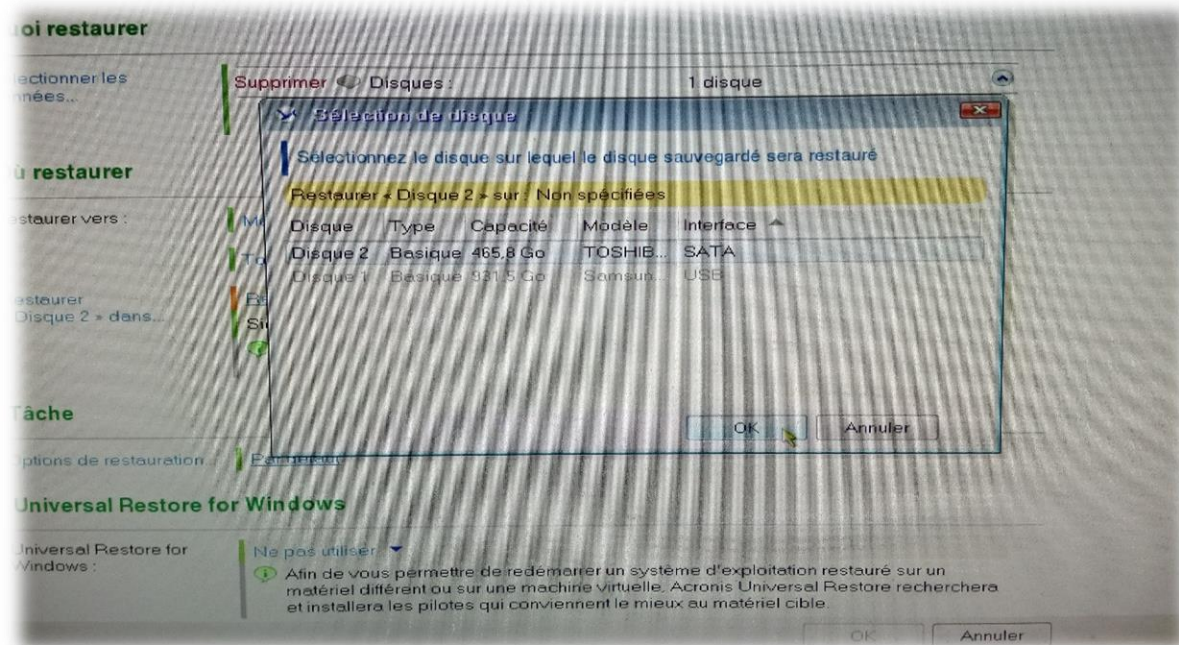 oi restaurer
ectionner les
nnées...
Supprimer Disques : 1 disque
Sélection de disque
Sélectionnez le disque sur lequel le disque sauvegardé sera restauré
ù restaurer
Restaurer « Disque 2 » sur : Non spécifiées
staurer vers :
Disque Type Capacité Modèle Interface
Disque 2 Basique 465,8 Go TOSHIB... SATA
Disque 1 Basique 931,5 Go Samsun... USB
estaurer
Disque 2 » dans...
OK Annuler
Tâche
ptions de restauration...
Universal Restore for Windows
Universal Restore for
Windows :
Ne pas utiliser
Afin de vous permettre de redémarrer un système d'exploitation restauré sur un
matériel différent ou sur une machine virtuelle, Acronis Universal Restore recherchera
et installera les pilotes qui conviennent le mieux au matériel cible.
OK Annuler